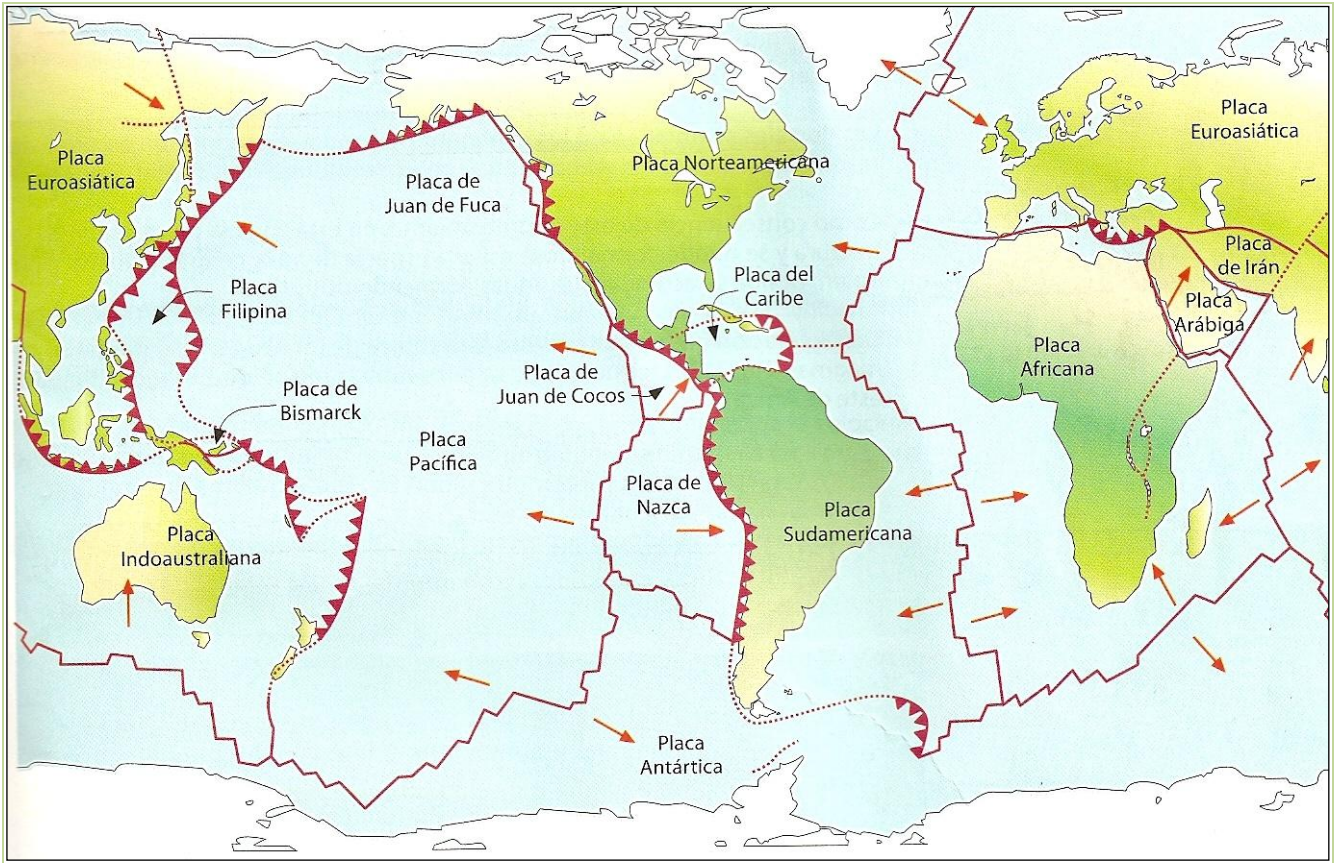 Placa
Euroasiática
Placa de
Juan de Fuca
Placa Norteamericana
Placa
Euroasiática
Placa
Filipina
Placa del
Caribe
Placa
de Irán
Placa
Arábiga
Placa de
Bismarck
Placa de
Juan de Cocos
Placa
Africana
Placa
Pacífica
Placa de
Nazca
Placa
Sudamericana
Placa
Indoaustraliana
Placa
Antártica